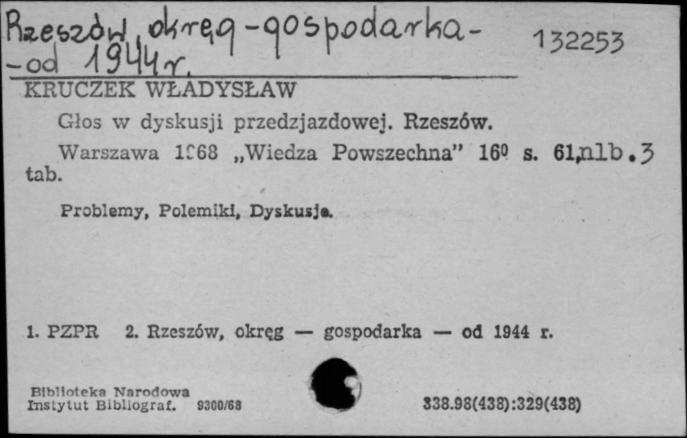 Rzeszów, okręg - gospodarka -
- od 1944 r.
132253
KRUCZEK WŁADYSŁAW
Głos w dyskusji przedzjazdowej. Rzeszów.
Warszawa 1968 „Wiedza Powszechna” 16º s. 61, nlb. 3
tab.
Problemy, Polemiki, Dyskusje.
1. PZPR 2. Rzeszów, okręg — gospodarka — od 1944 r.
Biblioteka Narodowa
Instytut Bibliograf. 9300/68
338.98(438):329(438)